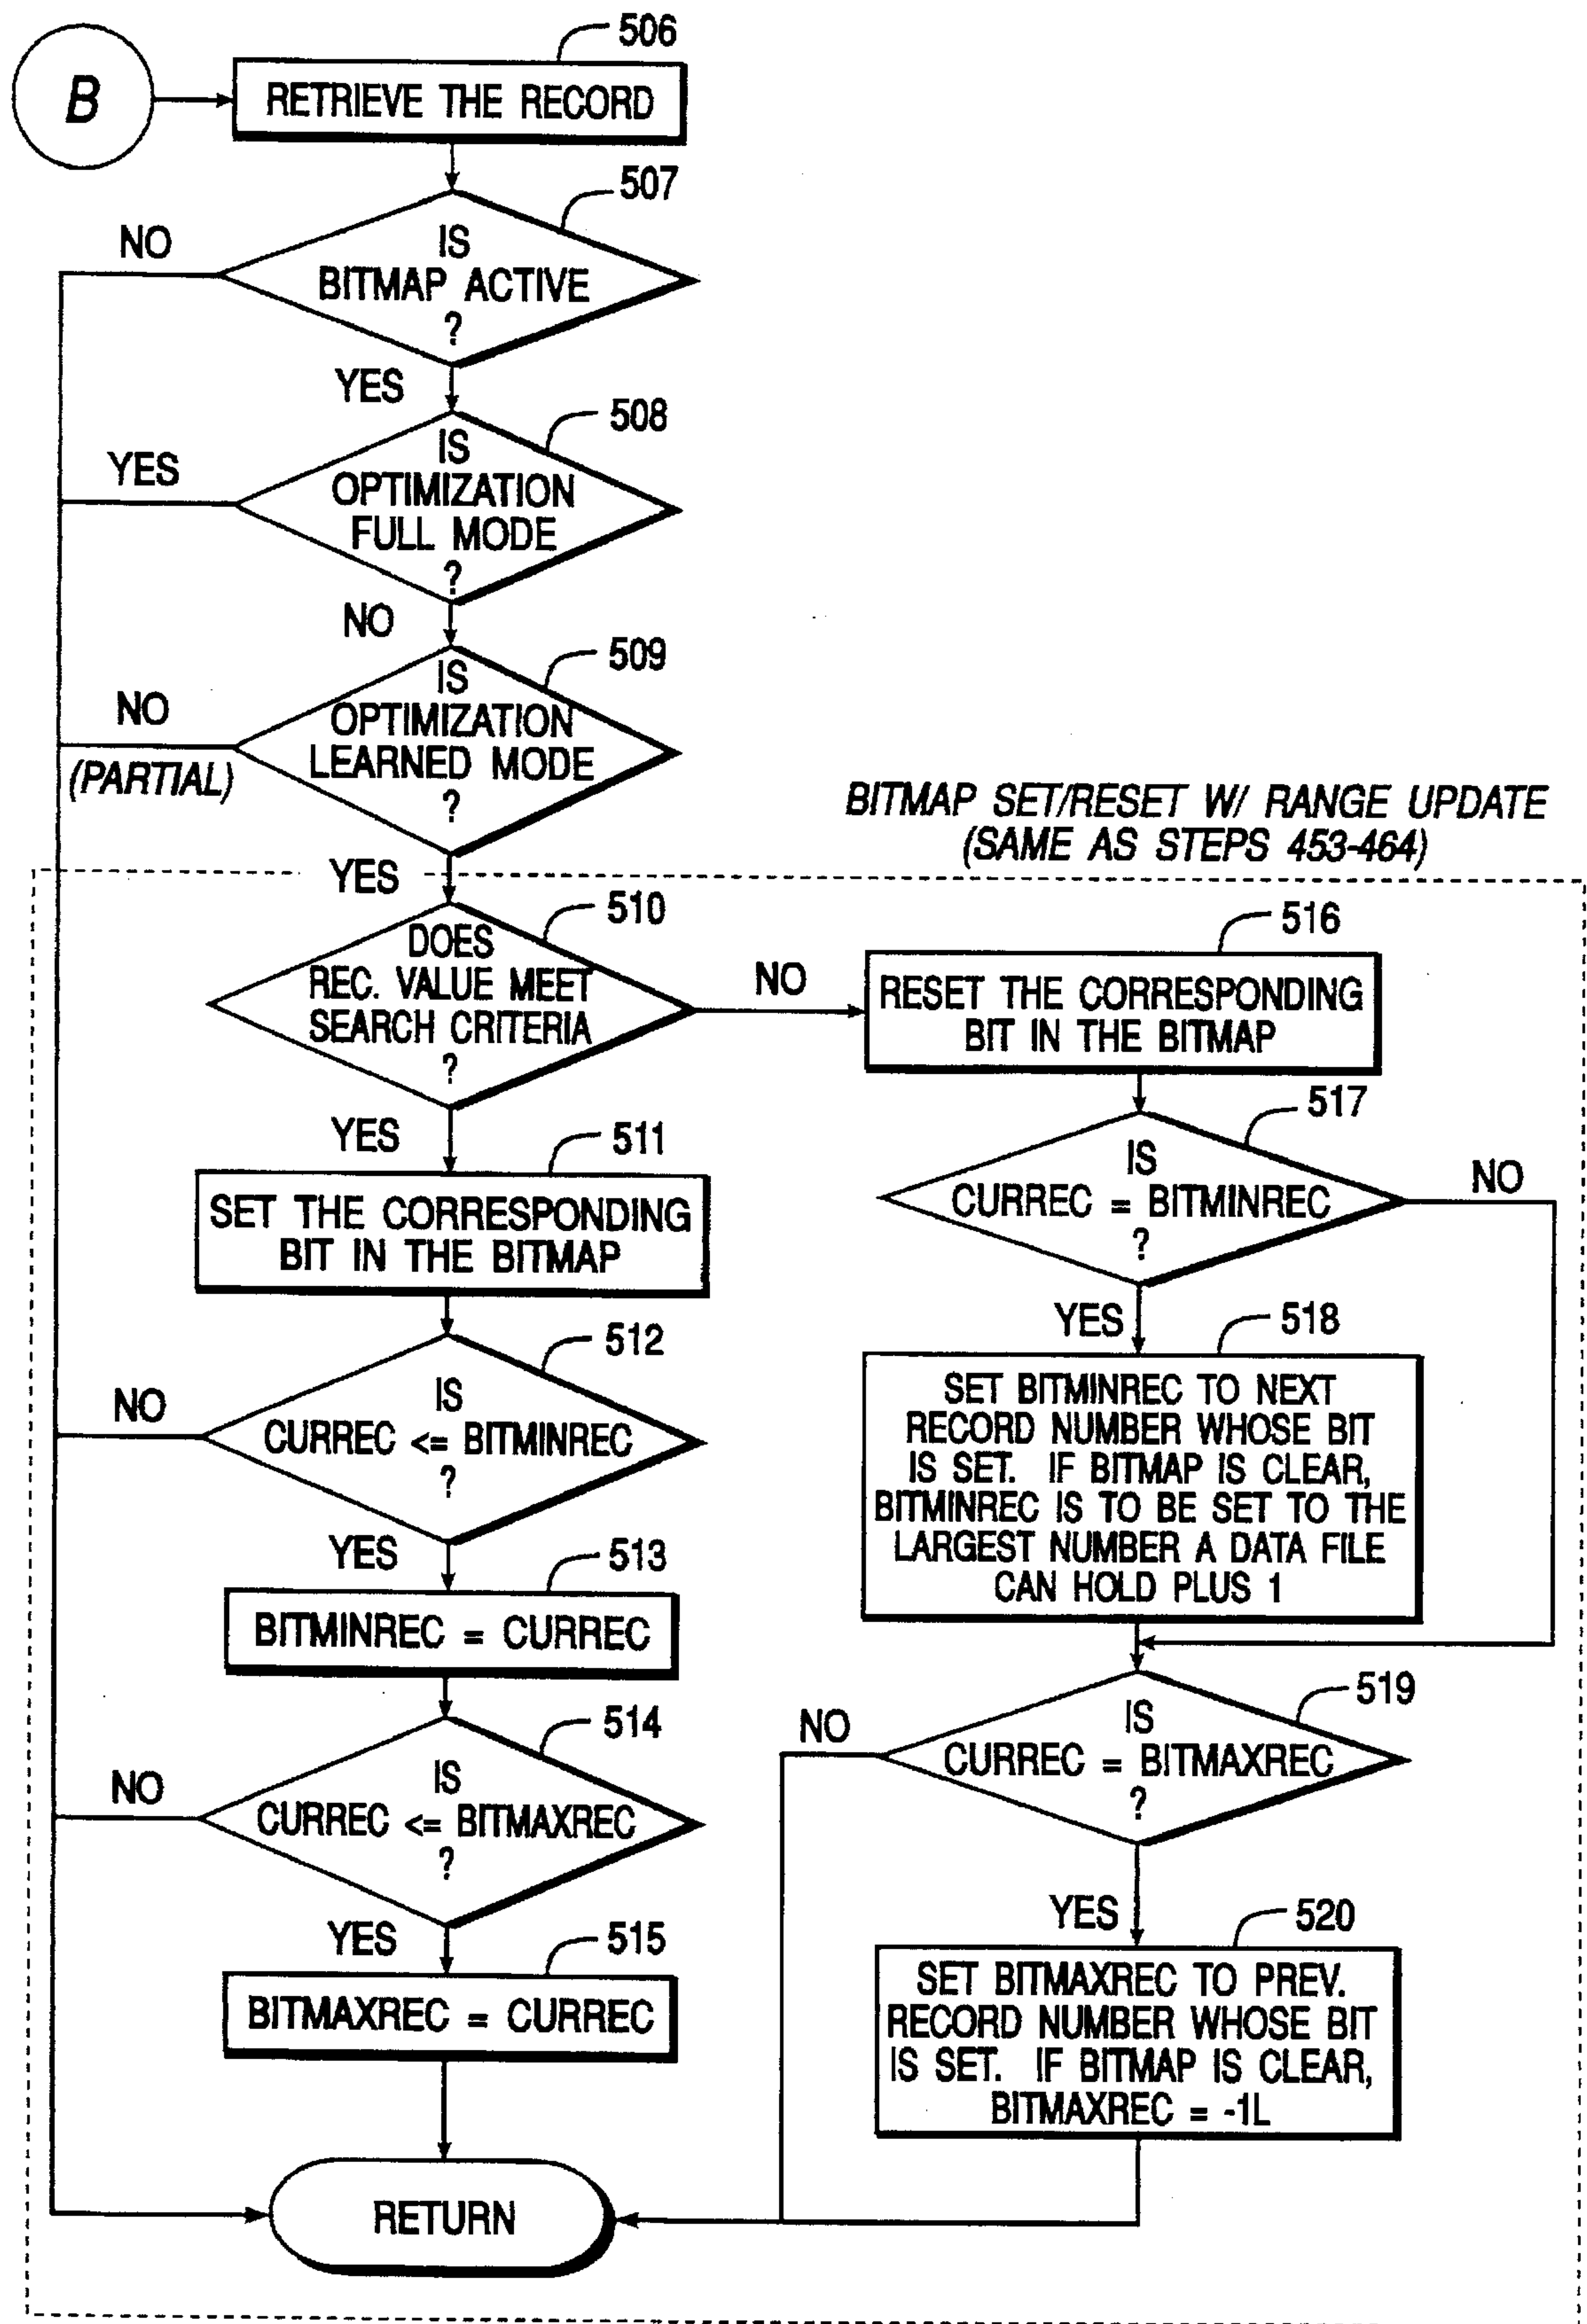 506
B
RETRIEVE THE RECORD
507
NO
IS
BITMAP ACTIVE
?
YES
508
YES
IS
OPTIMIZATION
FULL MODE
?
NO
509
NO
(PARTIAL)
IS
OPTIMIZATION
LEARNED MODE
?
BITMAP SET/RESET W/ RANGE UPDATE
(SAME AS STEPS 453-464)
YES
510
DOES
REC. VALUE MEET
SEARCH CRITERIA
?
NO
516
RESET THE CORRESPONDING
BIT IN THE BITMAP
YES
511
SET THE CORRESPONDING
BIT IN THE BITMAP
517
IS
CURREC = BITMINREC
?
NO
512
NO
IS
CURREC <= BITMINREC
?
YES
518
SET BITMINREC TO NEXT
RECORD NUMBER WHOSE BIT
IS SET. IF BITMAP IS CLEAR,
BITMINREC IS TO BE SET TO THE
LARGEST NUMBER A DATA FILE
CAN HOLD PLUS 1
YES
513
BITMINREC = CURREC
514
NO
IS
CURREC <= BITMAXREC
?
519
NO
IS
CURREC = BITMAXREC
?
YES
515
BITMAXREC = CURREC
YES
520
SET BITMAXREC TO PREV.
RECORD NUMBER WHOSE BIT
IS SET. IF BITMAP IS CLEAR,
BITMAXREC = -1L
RETURN